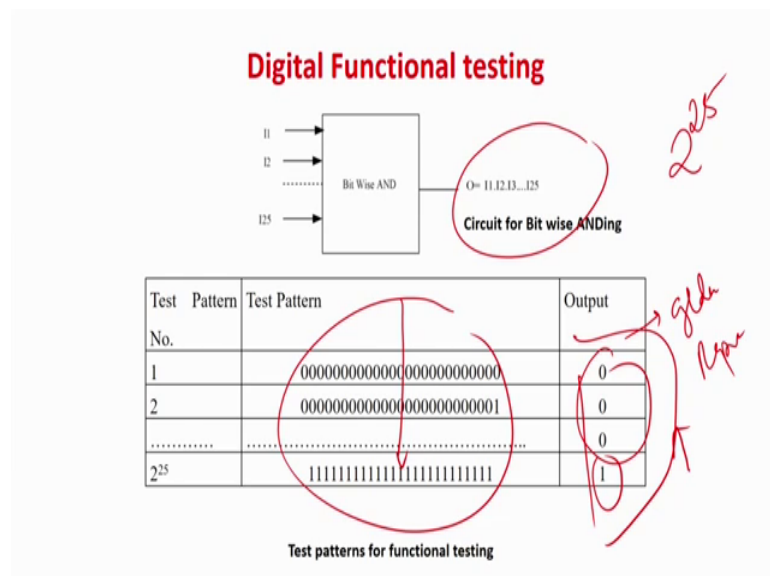 Digital Functional testing
2^25
I1
I2
Bit Wise AND
O= I1.I2.I3....I25
I25
Circuit for Bit wise ANDing
Test Pattern No.
Test Pattern
Output
1
0000000000000000000000000
0
2
0000000000000000000000001
0
............
..................................................
0
2^25
1111111111111111111111111
1
Test patterns for functional testing